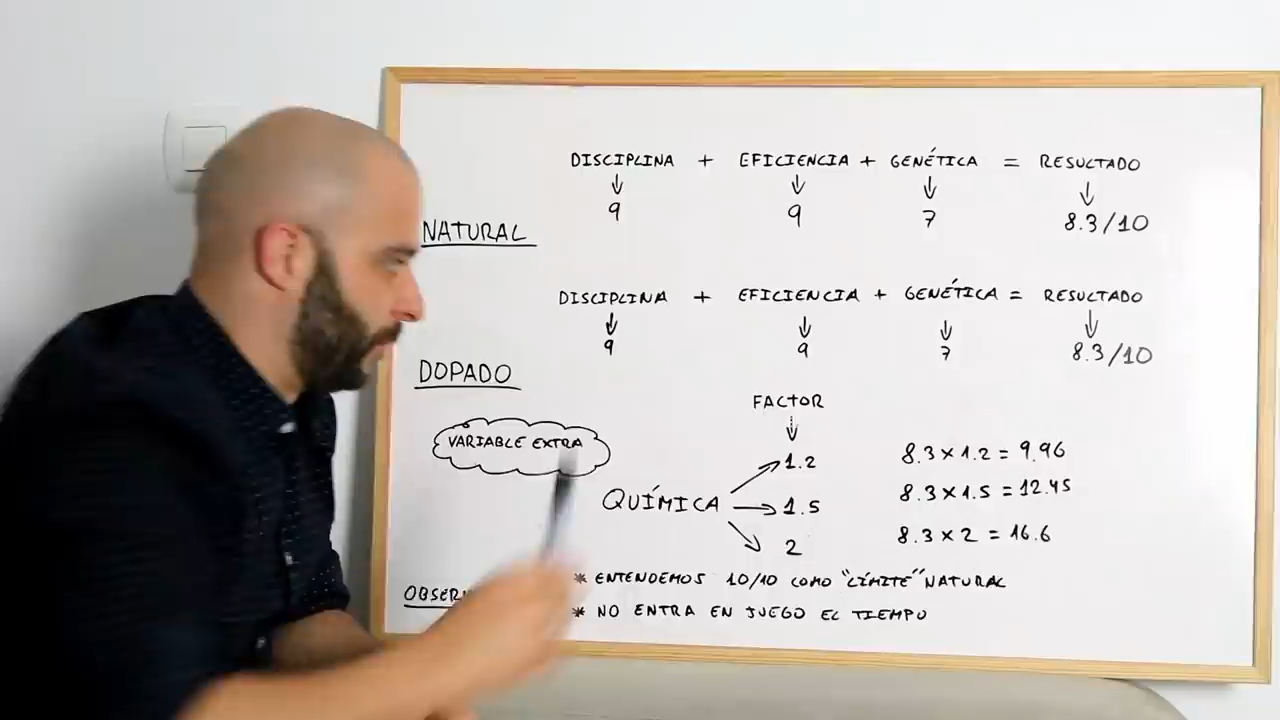 DISCIPLINA + EFICIENCIA + GENÉTICA = RESULTADO
9 9 7 8.3/10
NATURAL
DISCIPLINA + EFICIENCIA + GENÉTICA = RESULTADO
9 9 7 8.3/10
DOPADO
FACTOR
VARIABLE EXTRA
1.2 8.3 x 1.2 = 9.96
QUÍMICA 1.5 8.3 x 1.5 = 12.45
2 8.3 x 2 = 16.6
* ENTENDEMOS 10/10 COMO "LÍMITE" NATURAL
* NO ENTRA EN JUEGO EL TIEMPO